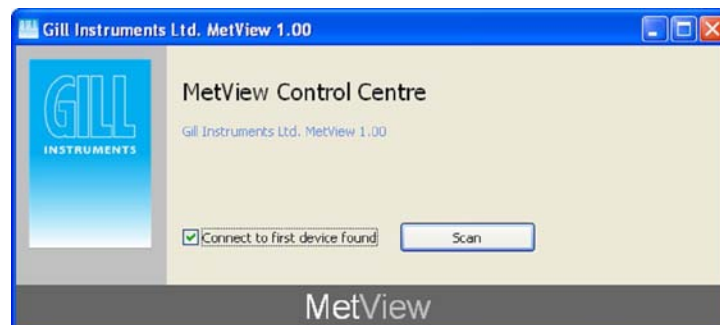 Gill Instruments Ltd. MetView 1.00
GILL
INSTRUMENTS
MetView Control Centre
Gill Instruments Ltd. MetView 1.00
Connect to first device found
Scan
MetView